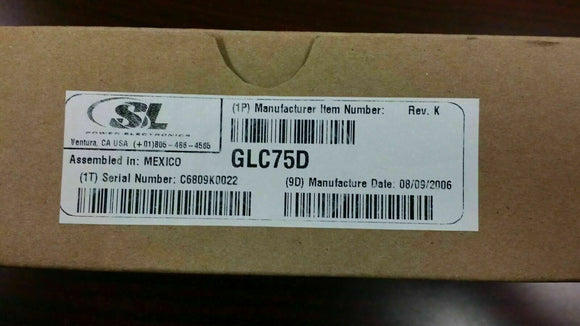 SL
POWER ELECTRONICS
Ventura, CA USA (+01)805-486-4565
(1P) Manufacturer Item Number: Rev. K
GLC75D
Assembled in: MEXICO
(1T) Serial Number: C6809K0022
(9D) Manufacture Date: 08/09/2006